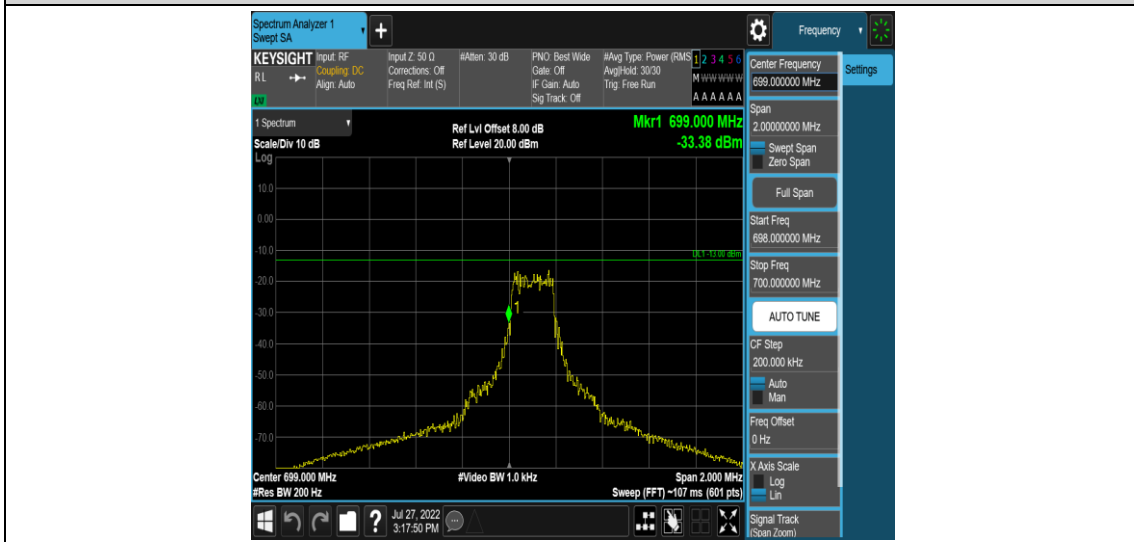 Spectrum Analyzer 1
Swept SA
+
Frequency
KEYSIGHT
RL
LXI
Input: RF
Coupling: DC
Align: Auto
Input Z: 50 Ω
Corrections: Off
Freq Ref: Int (S)
#Atten: 30 dB
PNO: Best Wide
Gate: Off
IF Gain: Auto
Sig Track: Off
#Avg Type: Power (RMS
Avg|Hold: 30/30
Trig: Free Run
1 2 3 4 5 6
M W W W W W
A A A A A A
1 Spectrum
Scale/Div 10 dB
Log
Ref Lvl Offset 8.00 dB
Ref Level 20.00 dBm
Mkr1 699.000 MHz
-33.38 dBm
10.0
0.00
-10.0
DL1 -13.00 dBm
-20.0
1
-30.0
-40.0
-50.0
-60.0
-70.0
Center 699.000 MHz
#Res BW 200 Hz
#Video BW 1.0 kHz
Span 2.000 MHz
Sweep (FFT) ~107 ms (601 pts)
Center Frequency
699.000000 MHz
Settings
Span
2.00000000 MHz
Swept Span
Zero Span
Full Span
Start Freq
698.000000 MHz
Stop Freq
700.000000 MHz
AUTO TUNE
CF Step
200.000 kHz
Auto
Man
Freq Offset
0 Hz
X Axis Scale
Log
Lin
Signal Track
(Span Zoom)
?
Jul 27, 2022
3:17:50 PM